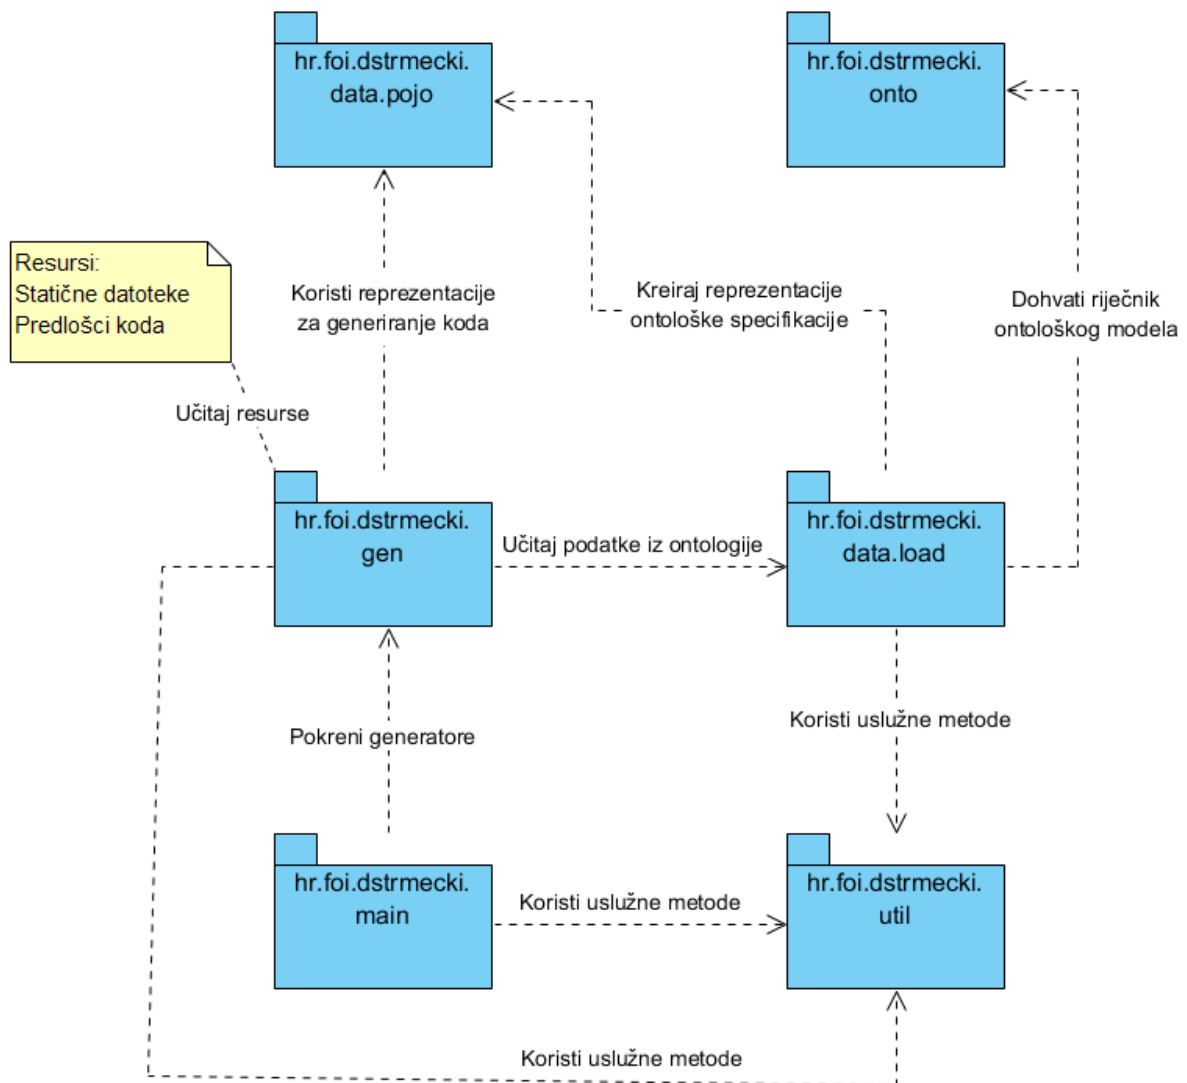 hr.foi.dstrmecki.
data.pojo
hr.foi.dstrmecki.
onto
Resursi:
Statične datoteke
Predlošci koda
Koristi reprezentacije
za generiranje koda
Kreiraj reprezentacije
ontološke specifikacije
Dohvati riječnik
ontološkog modela
Učitaj resurse
hr.foi.dstrmecki.
gen
Učitaj podatke iz ontologije
hr.foi.dstrmecki.
data.load
Pokreni generatore
Koristi uslužne metode
hr.foi.dstrmecki.
main
Koristi uslužne metode
hr.foi.dstrmecki.
util
Koristi uslužne metode